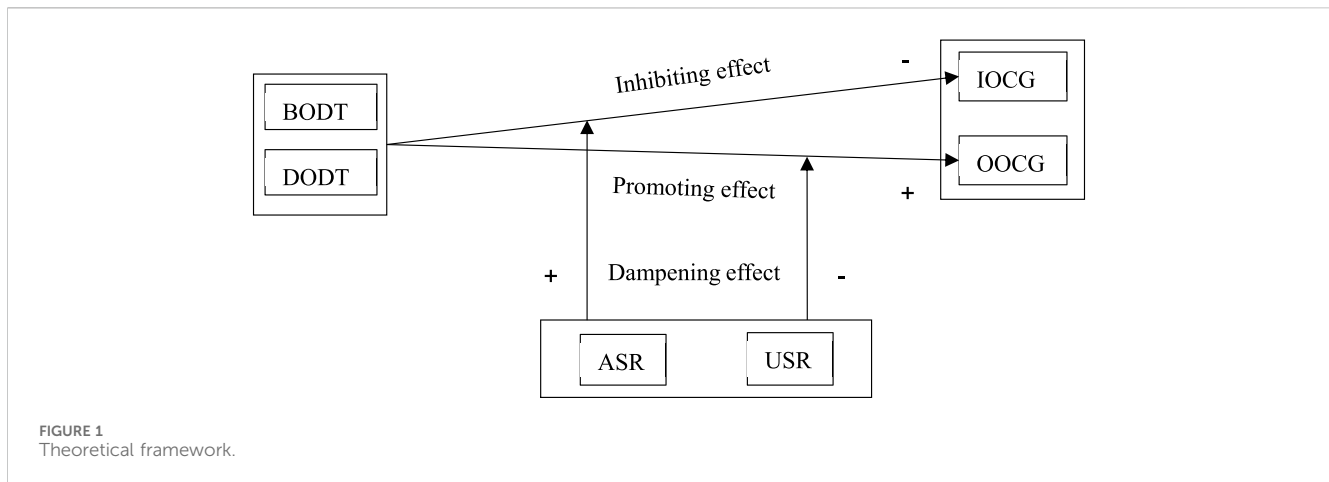 Inhibiting effect
-
IOCG
BODT
DODT
OOCG
Promoting effect
+
+
Dampening effect
-
ASR
USR
FIGURE 1
Theoretical framework.